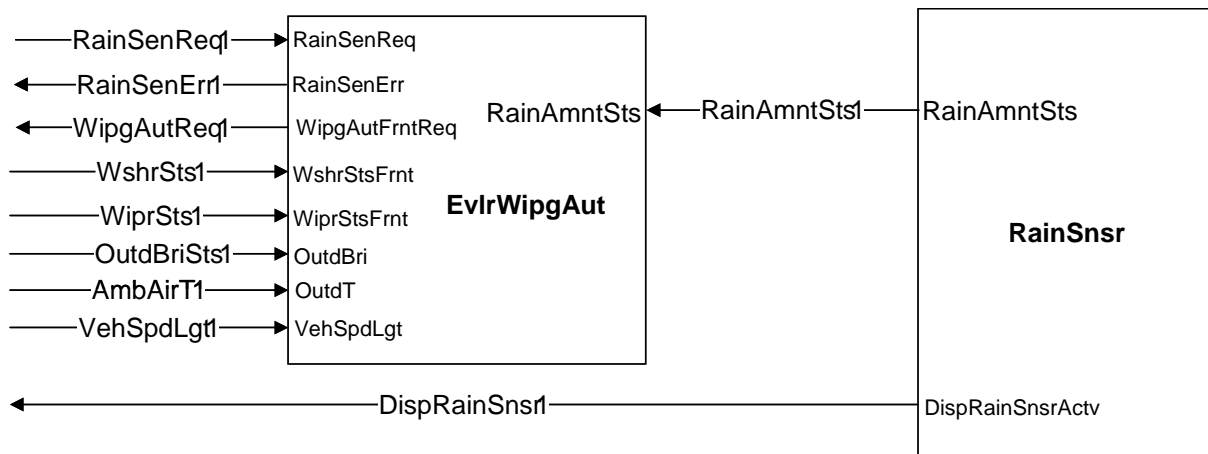 RainSenReq1
RainSenReq
RainSenErr1
RainSenErr
WipgAutReq1
WipgAutFrntReq
WshrSts1
WshrStsFrnt
WiprSts1
WiprStsFrnt
OutdBriSts1
OutdBri
AmbAirT1
OutdT
VehSpdLgt1
VehSpdLgt
RainAmntSts
EvlrWipgAut
RainAmntSts1
RainAmntSts
RainSnsr
DispRainSnsr1
DispRainSnsrActv